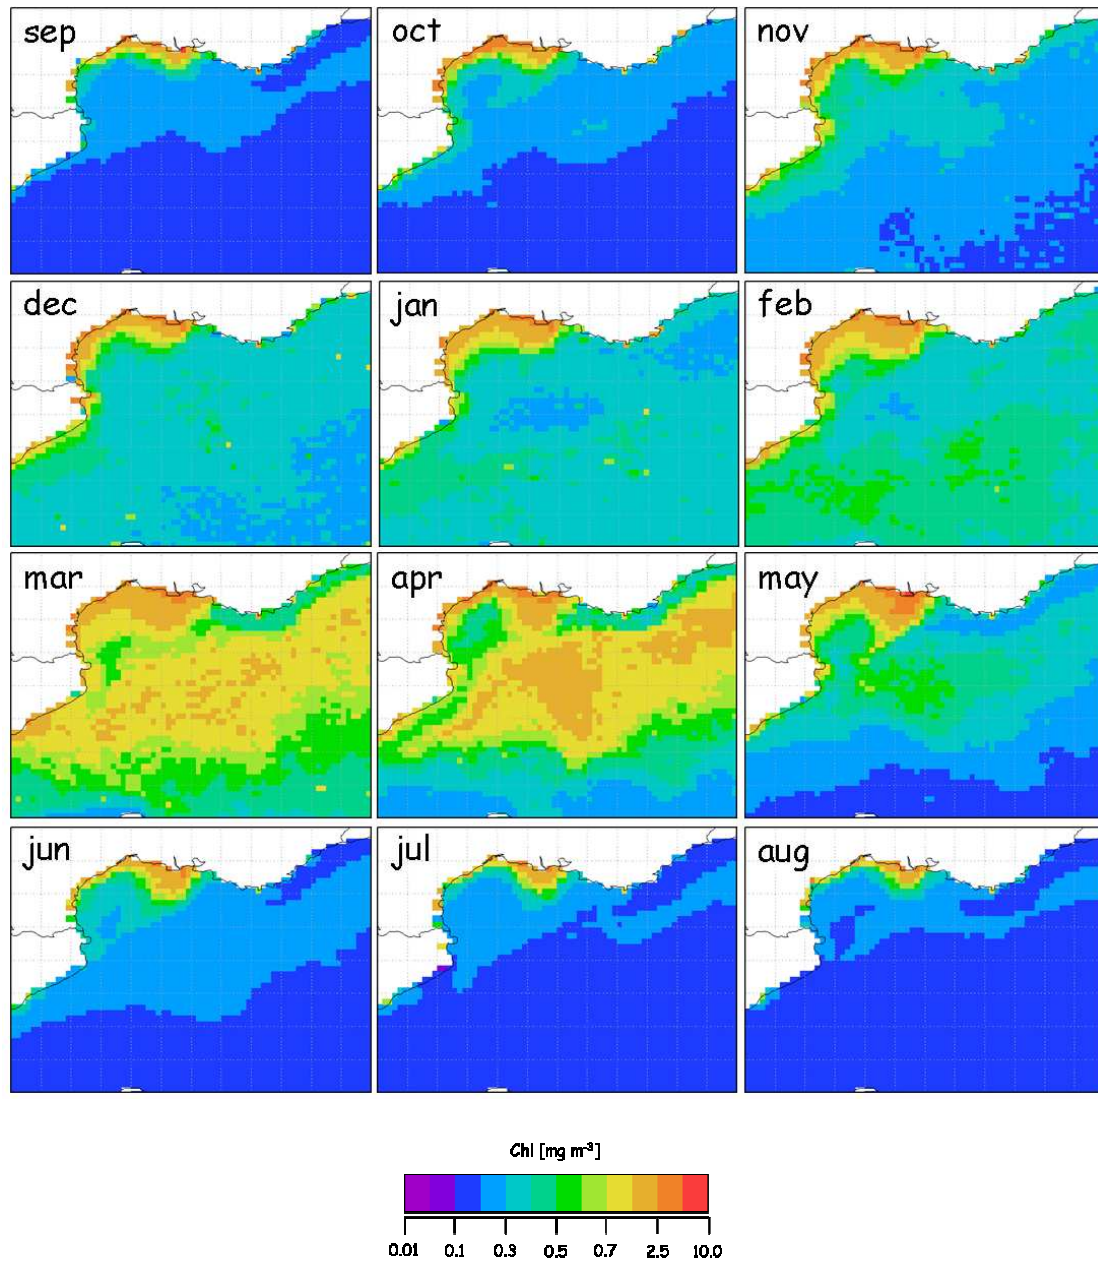 sep oct nov
dec jan feb
mar apr may
jun jul aug
Chl [mg m⁻³]
0.01 0.1 0.3 0.5 0.7 2.5 10.0